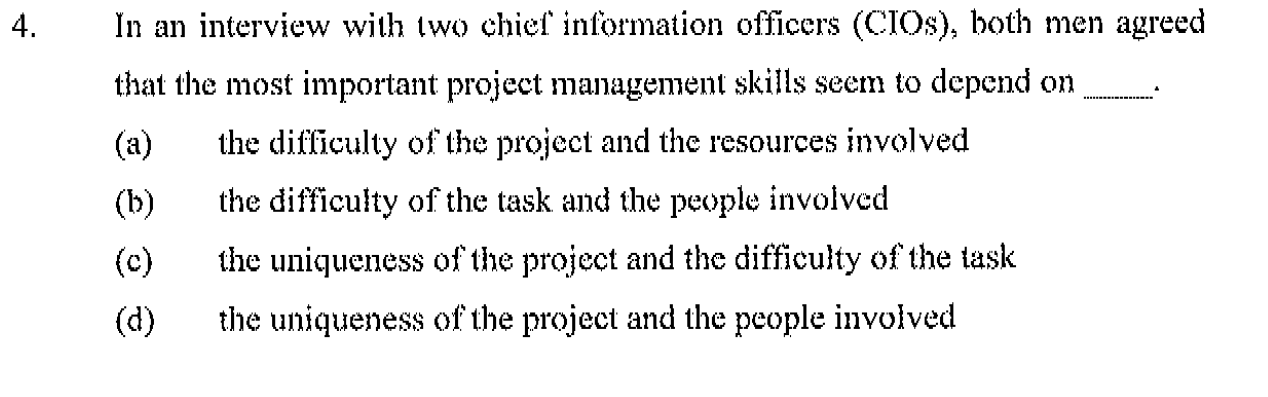 4. In an interview with two chief information officers (CIOs), both men agreed
that the most important project management skills seem to depend on _____.
(a) the difficulty of the project and the resources involved
(b) the difficulty of the task and the people involved
(c) the uniqueness of the project and the difficulty of the task
(d) the uniqueness of the project and the people involved